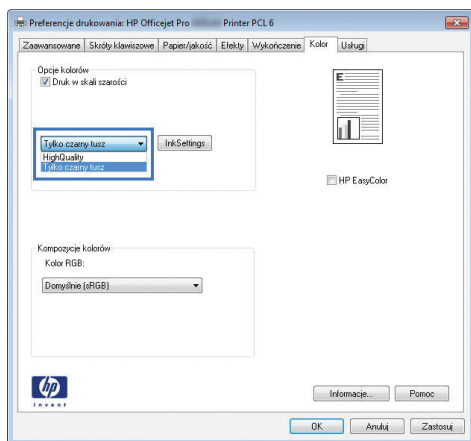 Preferencje drukowania: HP Officejet Pro Printer PCL 6
Zaawansowane Skróty klawiszowe Papier/jakość Efekty Wykończenie Kolor Usługi
Opcje kolorów
Druk w skali szarości
E
Tylko czarny tusz InkSettings
HighQuality
Tylko czarny tusz
HP EasyColor
Kompozycje kolorów
Kolor RGB:
Domyślnie (sRGB)
hp
invent
Informacje... Pomoc
OK Anuluj Zastosuj